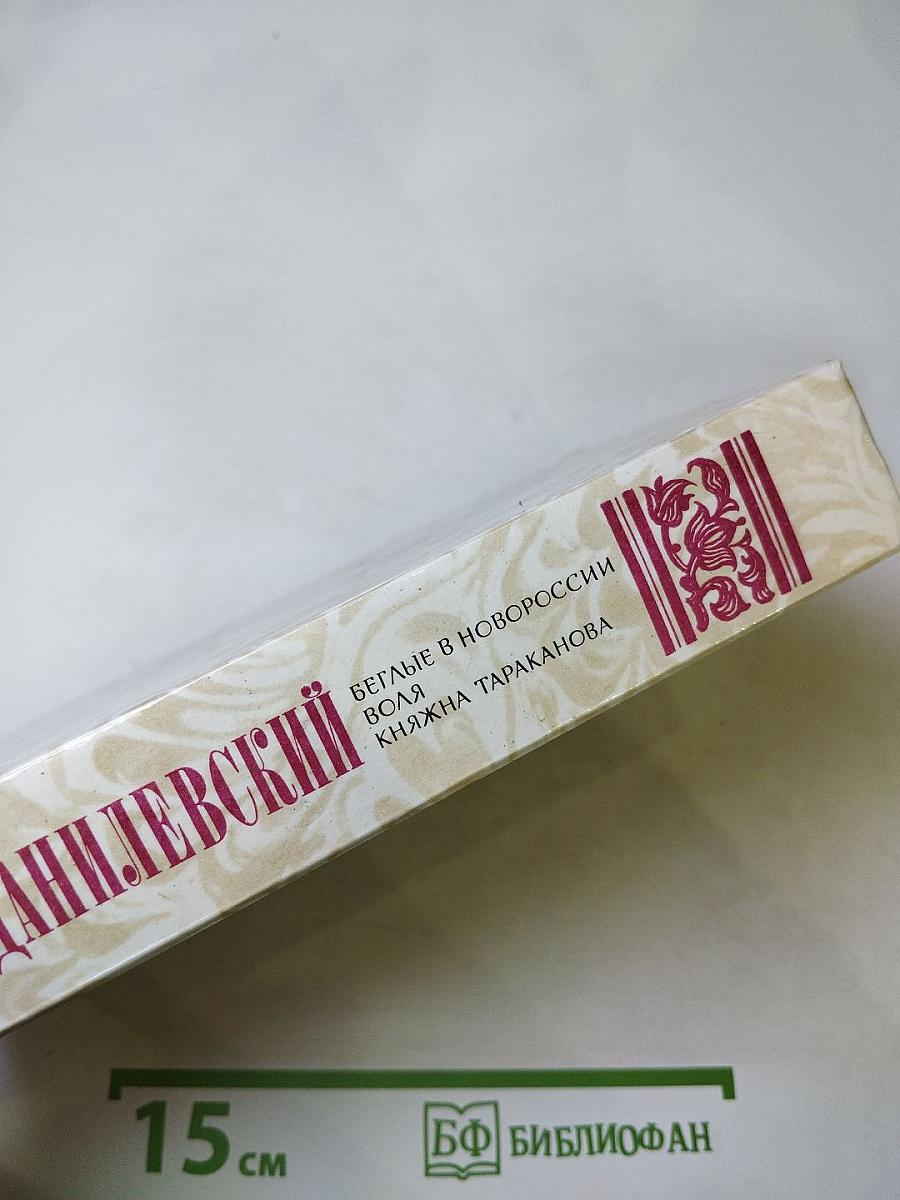 ДАНИЛЕВСКИЙ
БЕГЛЫЕ В НОВОРОССИИ
ВОЛЯ
КНЯЖНА ТАРАКАНОВА
15 см
БФ БИБЛИОФАН